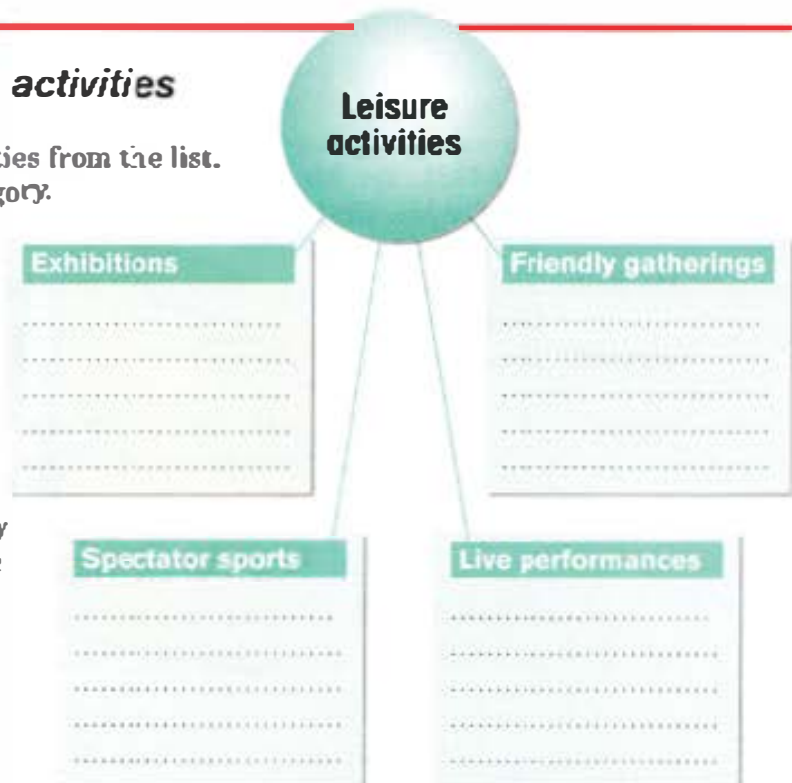 activities
Leisure
activities
ties from the list.
gory.
Exhibitions
Friendly gatherings
y
e
Spectator sports
Live performances